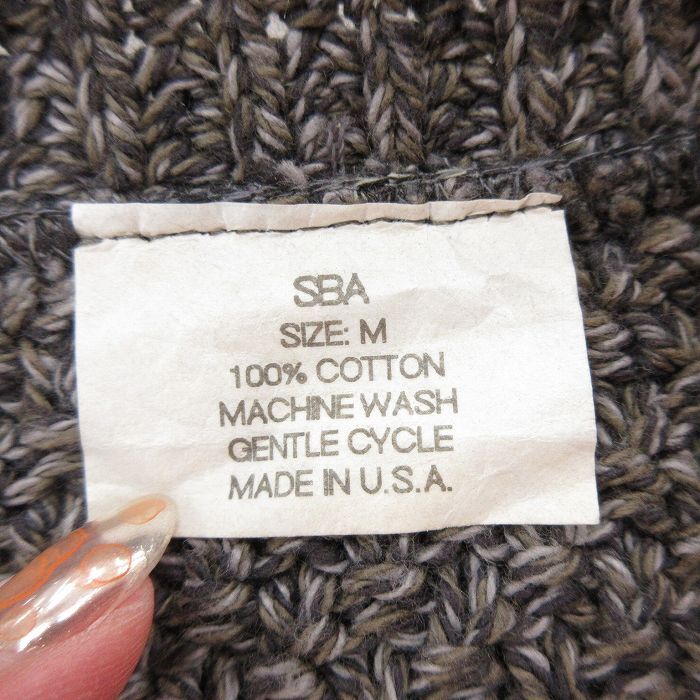 SBA
SIZE: M
100% COTTON
MACHINE WASH
GENTLE CYCLE
MADE IN U.S.A.